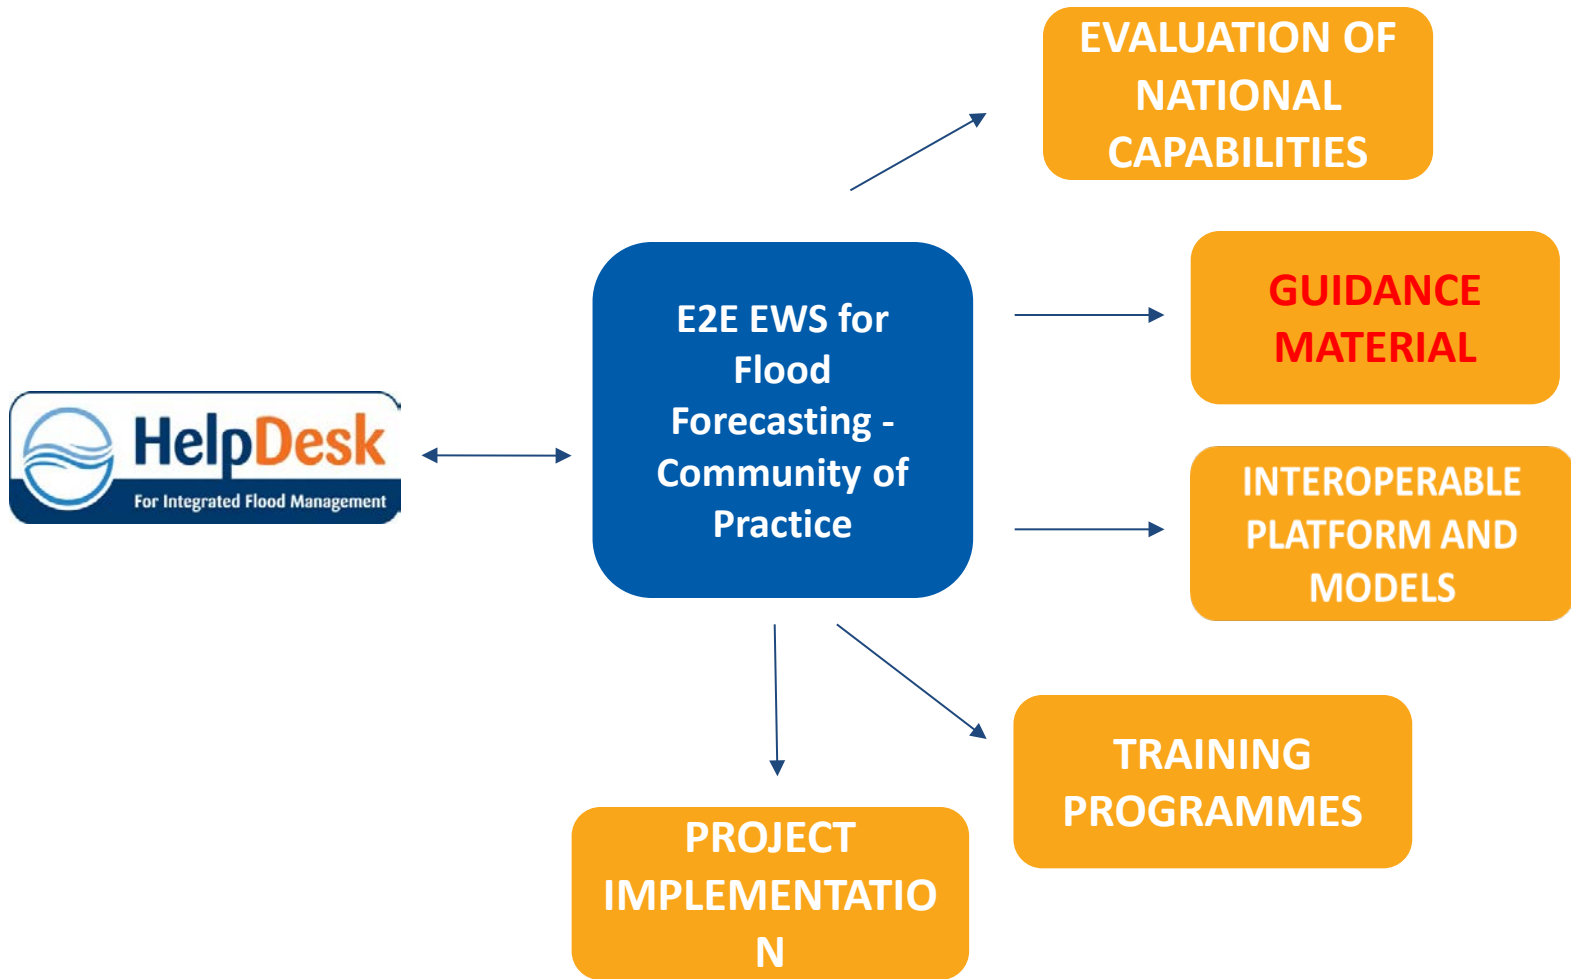 EVALUATION OF
NATIONAL
CAPABILITIES
GUIDANCE
MATERIAL
E2E EWS for
Flood
Forecasting -
Community of
Practice
HelpDesk
For Integrated Flood Management
INTEROPERABLE
PLATFORM AND
MODELS
TRAINING
PROGRAMMES
PROJECT
IMPLEMENTATIO
N